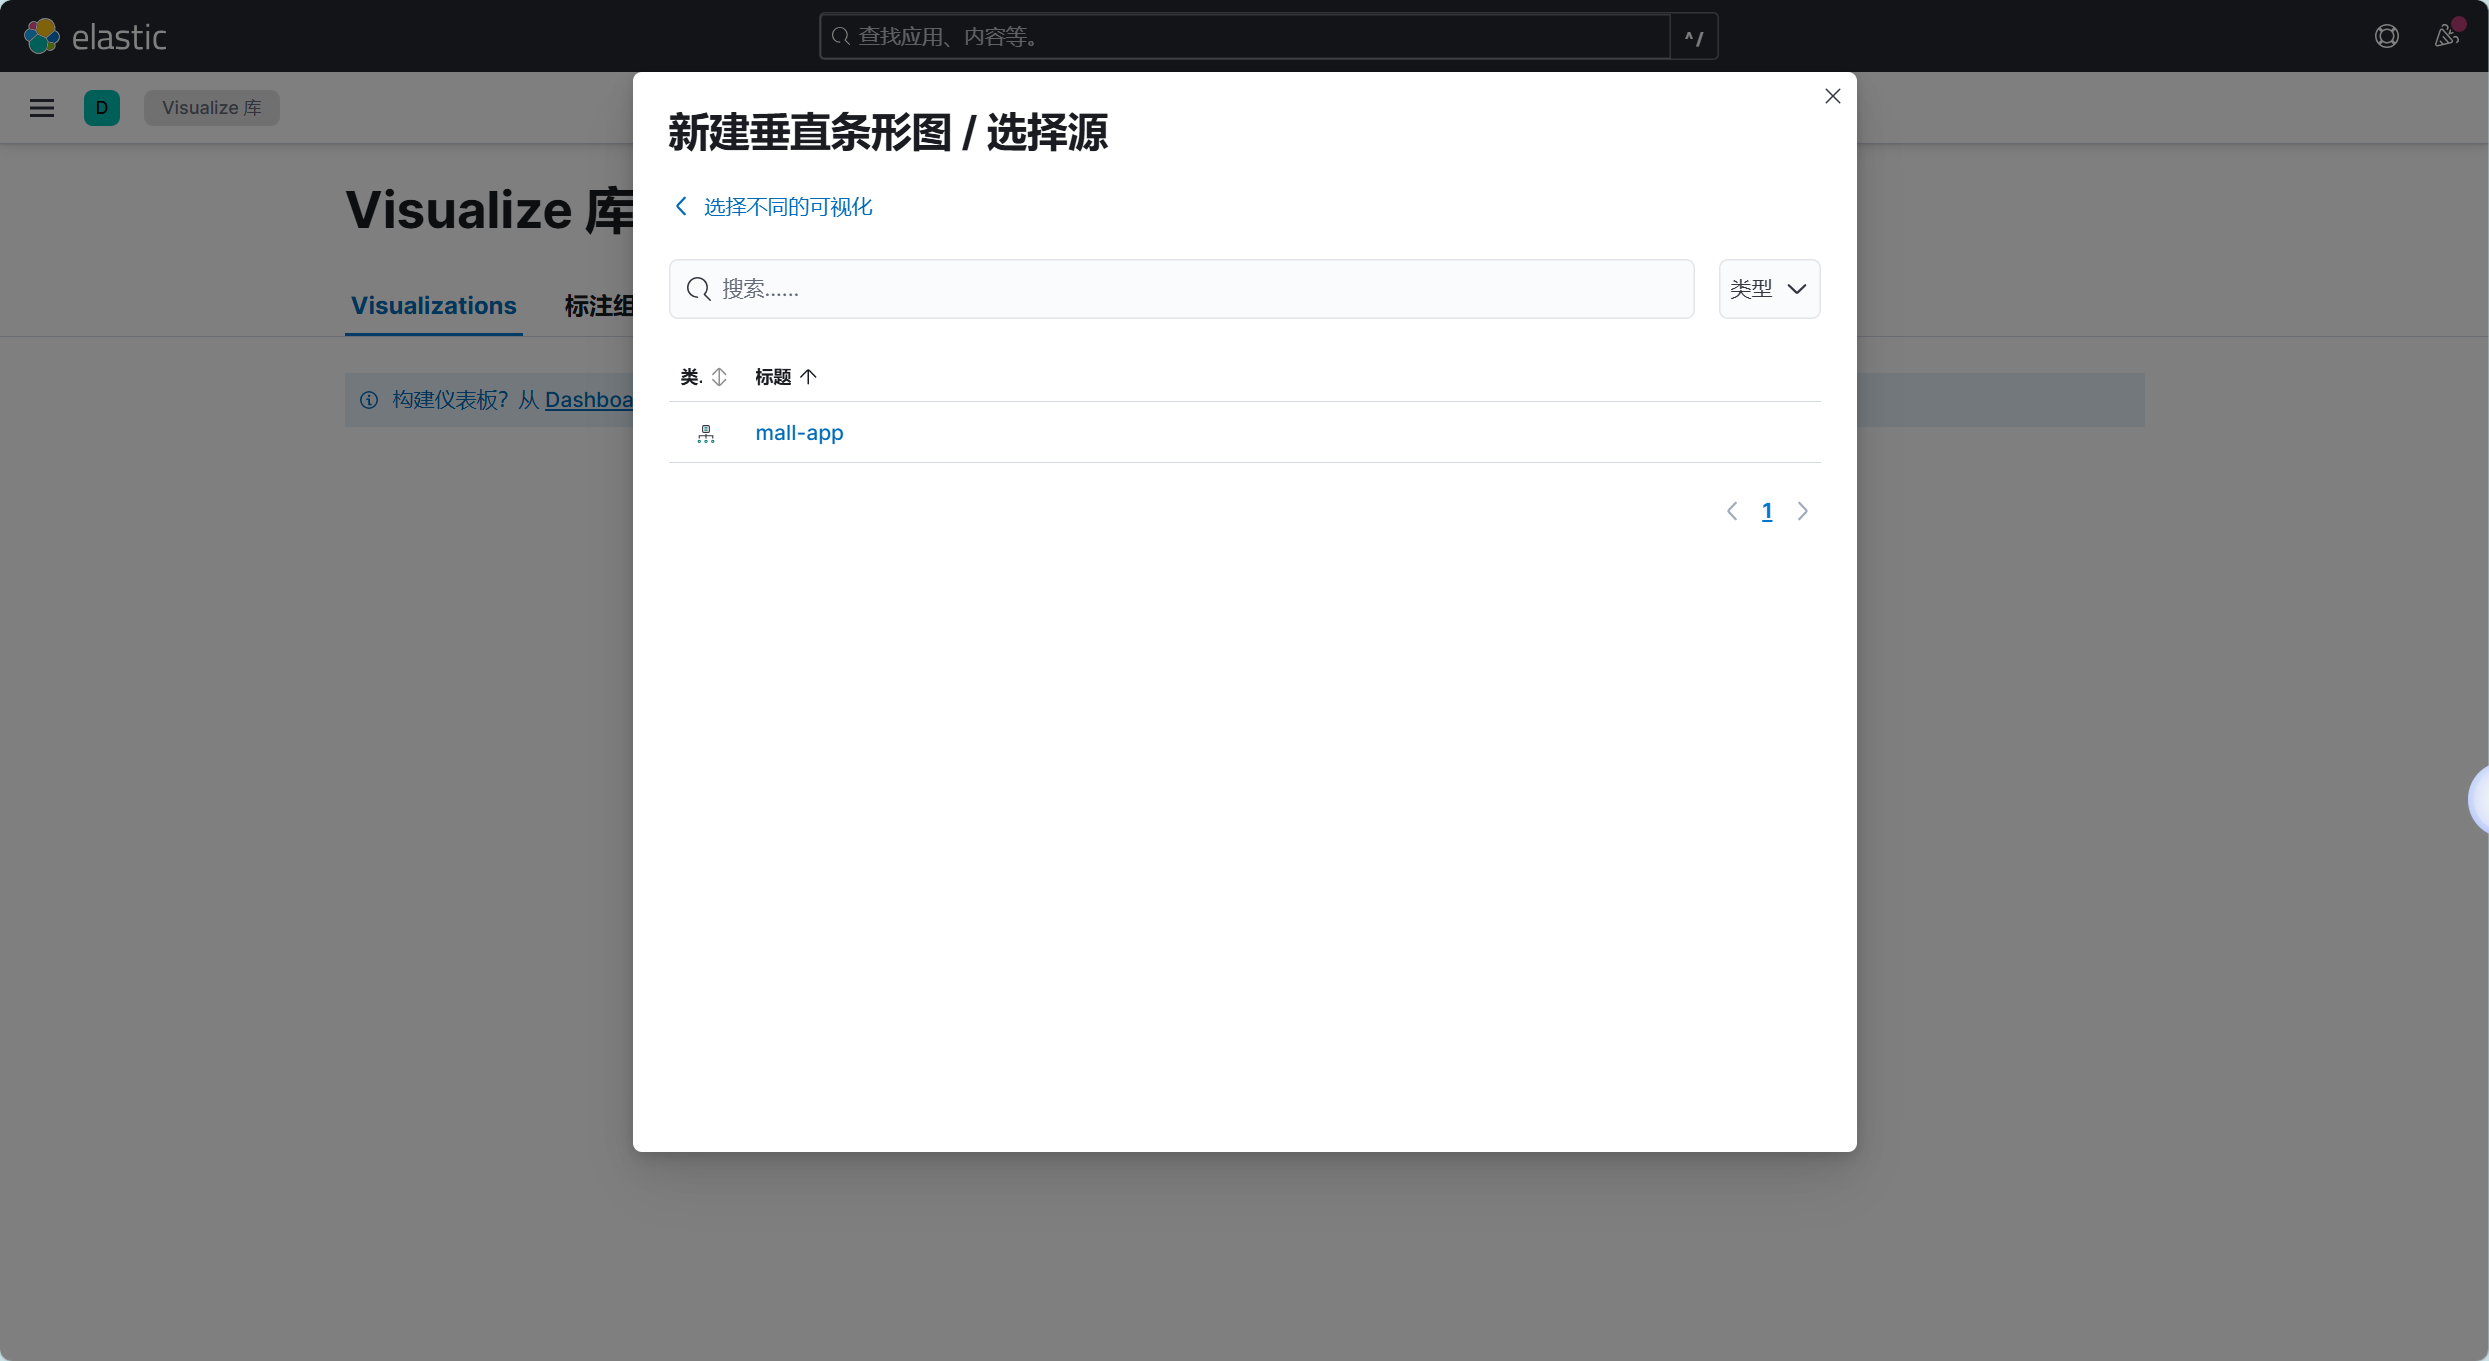 elastic
查找应用、内容等。
^/
D
Visualize 库
新建垂直条形图 / 选择源
Visualize 库
选择不同的可视化
搜索......
类型
Visualizations
标注组
类.
标题
构建仪表板？从 Dashboa
mall-app
1